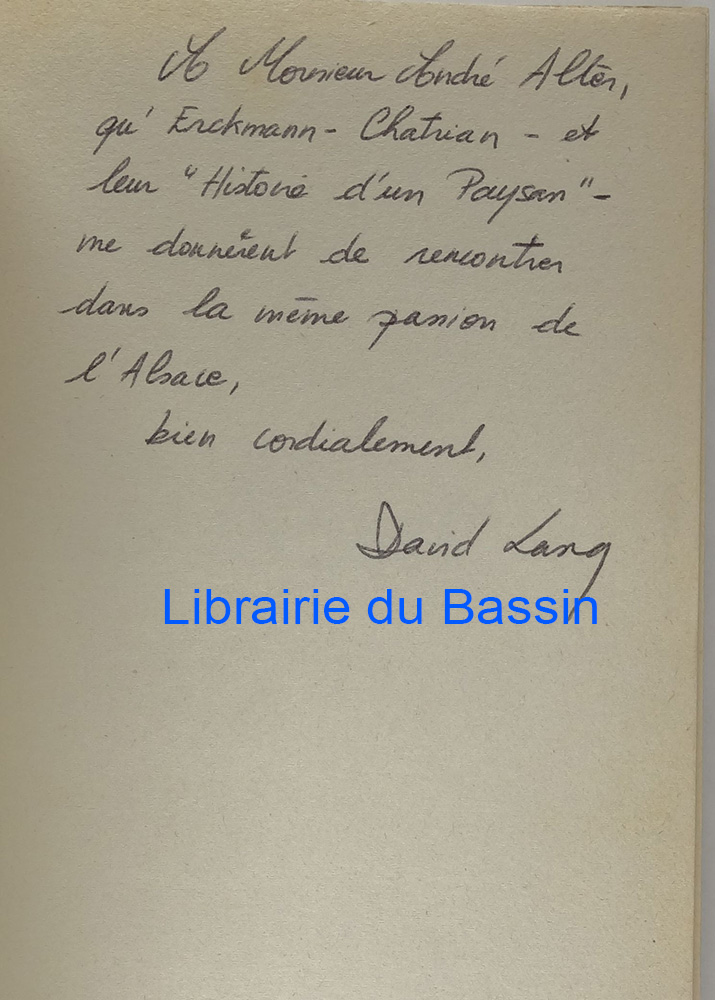 A Monsieur André Alter,
qu' Erckmann - Chatrian - et
leur "Histoire d'un Paysan" -
me donnèrent de rencontrer
dans la même passion de
l'Alsace,
bien cordialement,
David Lang
Librairie du Bassin